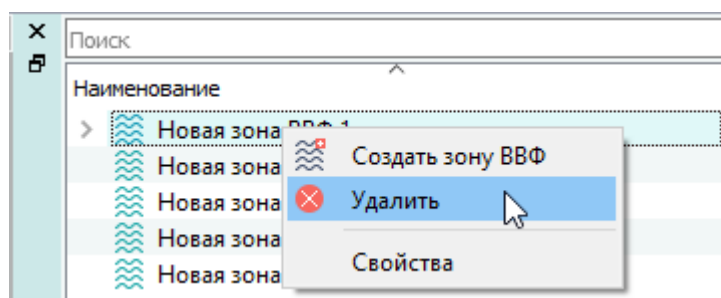 Поиск
Наименование
Новая зона ВВФ 1
Создать зону ВВФ
Новая зона
Удалить
Новая зона
Новая зона
Свойства
Новая зона